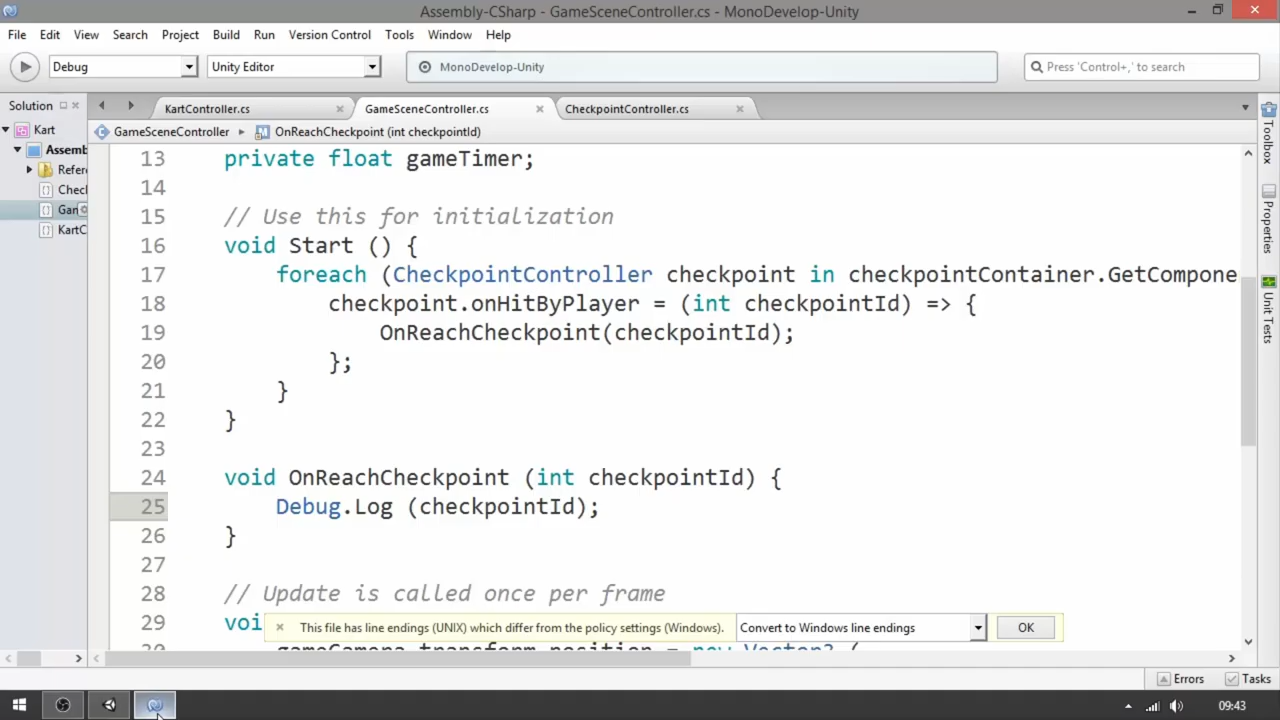 Assembly-CSharp - GameSceneController.cs - MonoDevelop-Unity
File Edit View Search Project Build Run Version Control Tools Window Help
Debug Unity Editor MonoDevelop-Unity Press 'Control+,' to search
Solution KartController.cs GameSceneController.cs CheckpointController.cs
Kart GameSceneController OnReachCheckpoint (int checkpointId)
Assemb
Refere
Check
Gan
KartC
13 private float gameTimer;
14
15 // Use this for initialization
16 void Start () {
17 foreach (CheckpointController checkpoint in checkpointContainer.GetCompone
18 checkpoint.onHitByPlayer = (int checkpointId) => {
19 OnReachCheckpoint(checkpointId);
20 };
21 }
22 }
23
24 void OnReachCheckpoint (int checkpointId) {
25 Debug.Log (checkpointId);
26 }
27
28 // Update is called once per frame
29 voi
This file has line endings (UNIX) which differ from the policy settings (Windows). Convert to Windows line endings OK
30 gameCamera.transform.position = new Vector3 (
Toolbox
Properties
Unit Tests
Errors Tasks
09:43